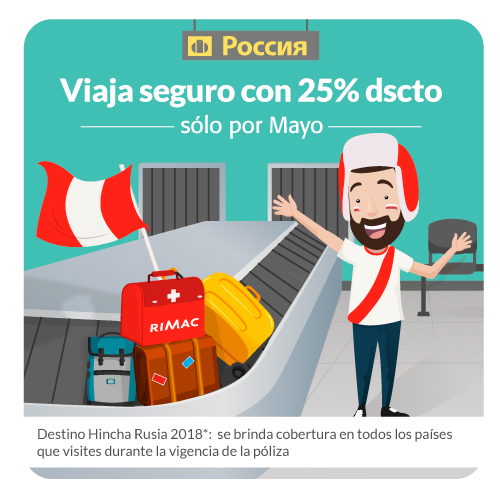 Россия
Viaja seguro con 25% dscto
sólo por Mayo
RIMAC
Destino Hincha Rusia 2018*: se brinda cobertura en todos los países
que visites durante la vigencia de la póliza